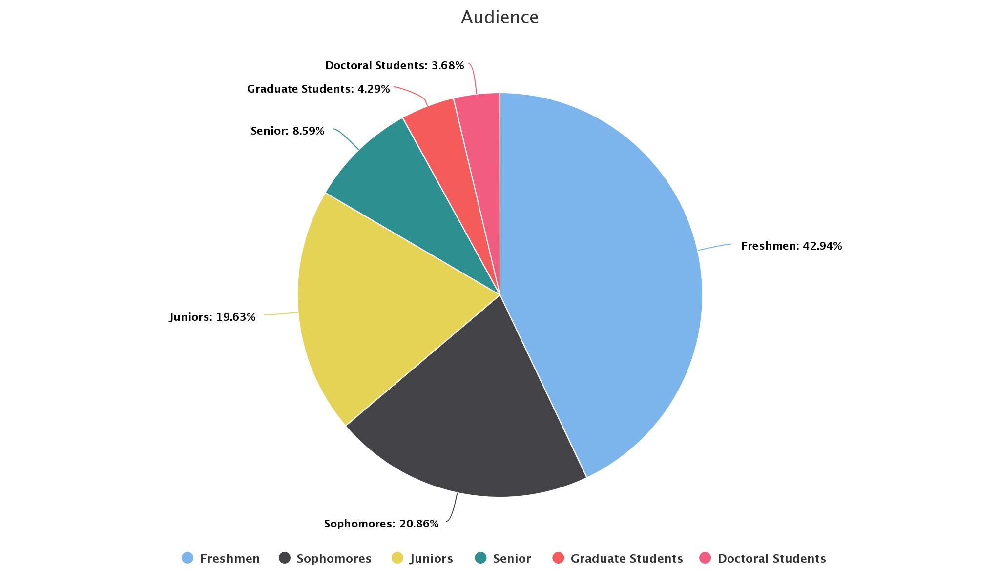 Audience
Doctoral Students: 3.68%
Graduate Students: 4.29%
Senior: 8.59%
Freshmen: 42.94%
Juniors: 19.63%
Sophomores: 20.86%
Freshmen Sophomores Juniors Senior Graduate Students Doctoral Students